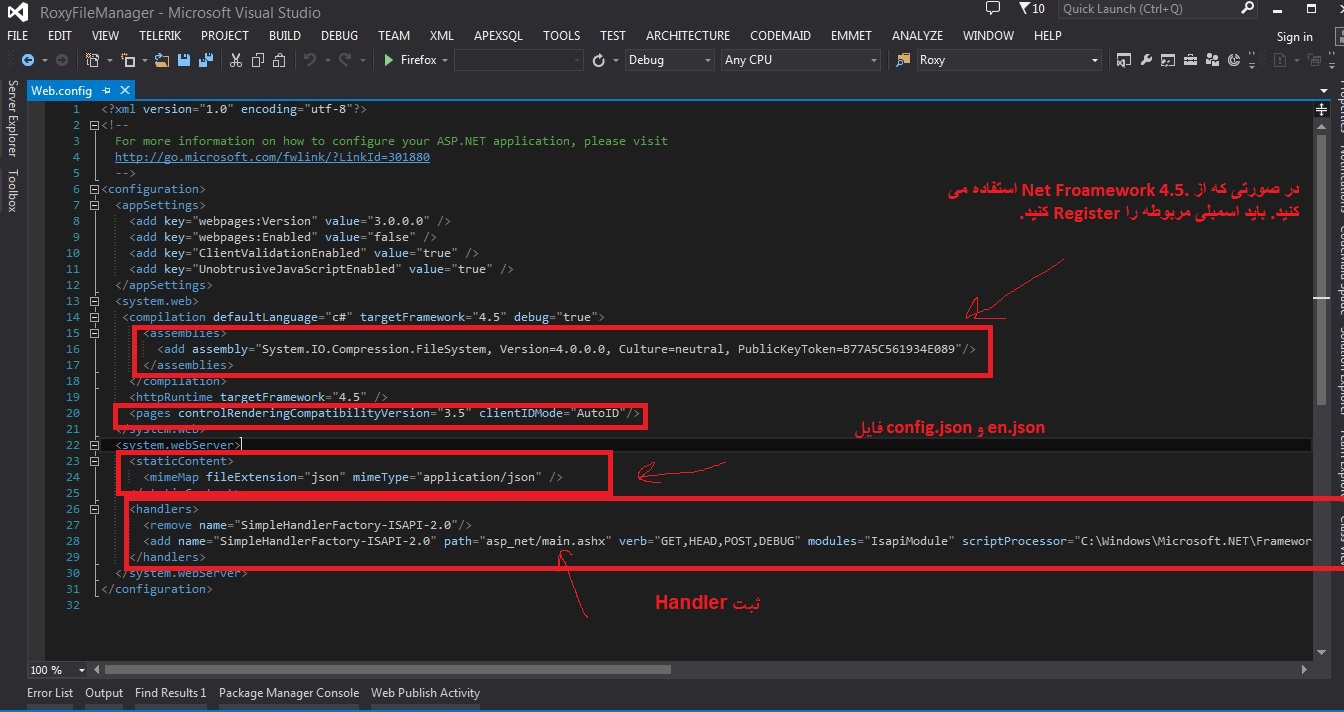 RoxyFileManager - Microsoft Visual Studio
10
Quick Launch (Ctrl+Q)
FILE EDIT VIEW TELERIK PROJECT BUILD DEBUG TEAM XML APEXSQL TOOLS TEST ARCHITECTURE CODEMAID EMMET ANALYZE WINDOW HELP
Sign in
Firefox Debug Any CPU Roxy
Server Explorer
Toolbox
Web.config
1 <?xml version="1.0" encoding="utf-8"?>
2 <!--
3 For more information on how to configure your ASP.NET application, please visit
4 http://go.microsoft.com/fwlink/?LinkId=301880
5 -->
6 <configuration>
7 <appSettings>
8 <add key="webpages:Version" value="3.0.0.0" />
9 <add key="webpages:Enabled" value="false" />
10 <add key="ClientValidationEnabled" value="true" />
11 <add key="UnobtrusiveJavaScriptEnabled" value="true" />
12 </appSettings>
13 <system.web>
14 <compilation defaultLanguage="c#" targetFramework="4.5" debug="true">
15 <assemblies>
16 <add assembly="System.IO.Compression.FileSystem, Version=4.0.0.0, Culture=neutral, PublicKeyToken=B77A5C561934E089"/>
17 </assemblies>
18 </compilation>
19 <httpRuntime targetFramework="4.5" />
20 <pages controlRenderingCompatibilityVersion="3.5" clientIDMode="AutoID"/>
21 </system.web>
22 <system.webServer>
23 <staticContent>
24 <mimeMap fileExtension="json" mimeType="application/json" />
25
26 <handlers>
27 <remove name="SimpleHandlerFactory-ISAPI-2.0"/>
28 <add name="SimpleHandlerFactory-ISAPI-2.0" path="asp_net/main.ashx" verb="GET,HEAD,POST,DEBUG" modules="IsapiModule" scriptProcessor="C:\Windows\Microsoft.NET\Framewor
29 </handlers>
30 </system.webServer>
31 </configuration>
32
در صورتی که از .Net Froamework 4.5 استفاده می
کنید. باید اسمبلی مربوطه را Register کنید.
فایل config.json و en.json
ثبت Handler
100 %
Error List Output Find Results 1 Package Manager Console Web Publish Activity